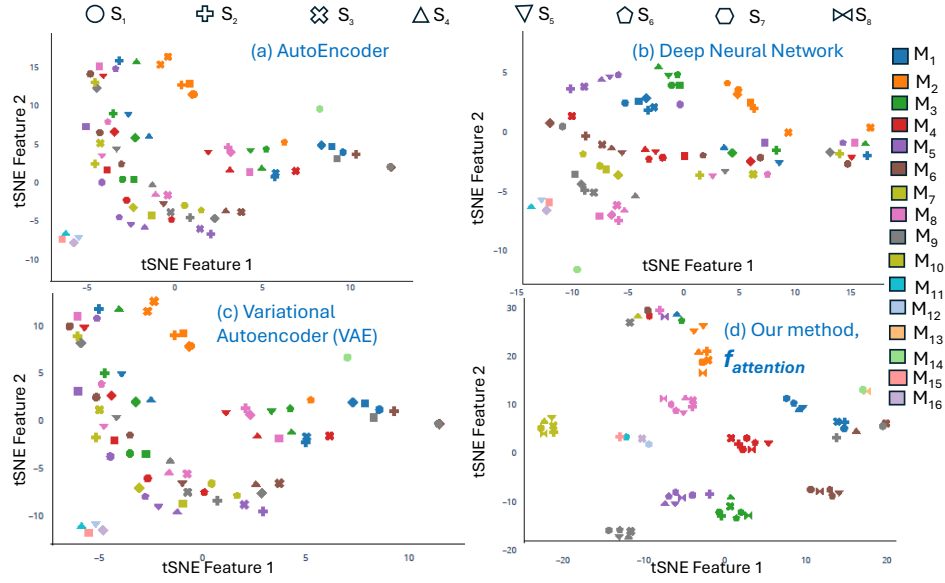 S1 S2 S3 S4 S5 S6 S7 S8
(a) AutoEncoder
(b) Deep Neural Network
M1
M2
M3
M4
M5
M6
M7
M8
M9
M10
M11
M12
M13
M14
M15
M16
tSNE Feature 2
15
10
5
0
−5
−10
−5
0
5
10
tSNE Feature 1
tSNE Feature 2
5
0
−5
−10
−15
−10
−5
0
5
10
15
tSNE Feature 1
(c) Variational
Autoencoder (VAE)
tSNE Feature 2
10
5
0
−5
−10
−5
0
5
10
tSNE Feature 1
(d) Our method,
fattention
tSNE Feature 2
30
20
10
0
−10
−20
−20
−10
0
10
20
tSNE Feature 1